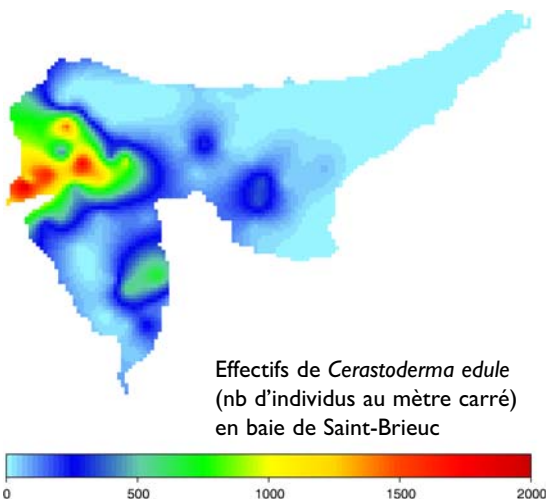 Effectifs de Cerastoderma edule
(nb d'individus au mètre carré)
en baie de Saint-Brieuc
0 500 1000 1500 2000